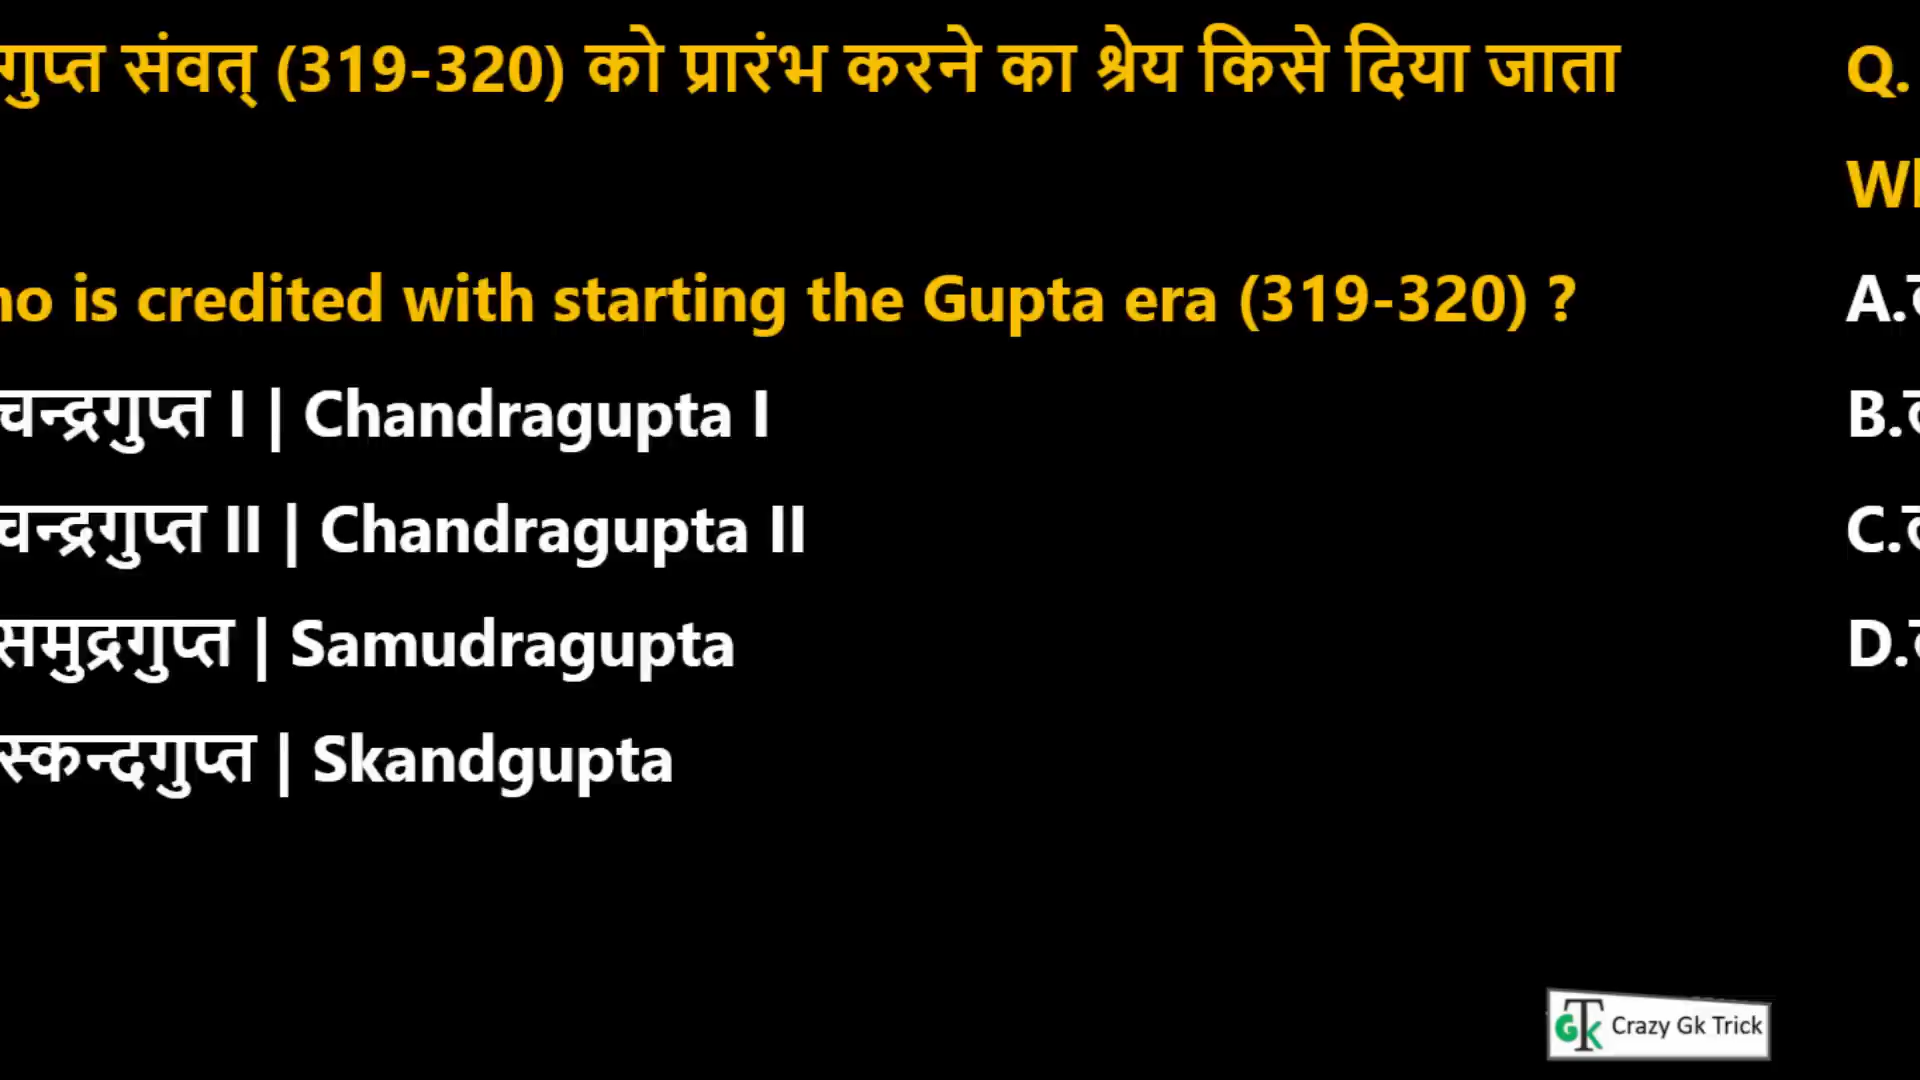 गुप्त संवत् (319-320) को प्रारंभ करने का श्रेय किसे दिया जाता
is credited with starting the Gupta era (319-320) ?
चन्द्रगुप्त I | Chandragupta I
चन्द्रगुप्त II | Chandragupta II
समुद्रगुप्त | Samudragupta
स्कन्दगुप्त | Skandgupta
Q.
A.
B.
C.
D.
GTK Crazy Gk Trick